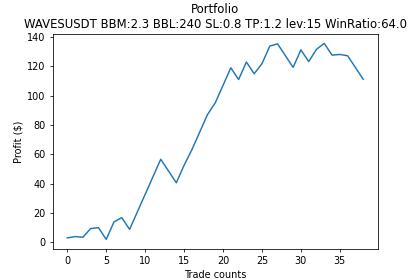 Portfolio
WAVESUSDT BBM:2.3 BBL:240 SL:0.8 TP:1.2 lev:15 WinRatio:64.0
140
120
100
80
60
40
20
0
Profit ($)
0 5 10 15 20 25 30 35
Trade counts